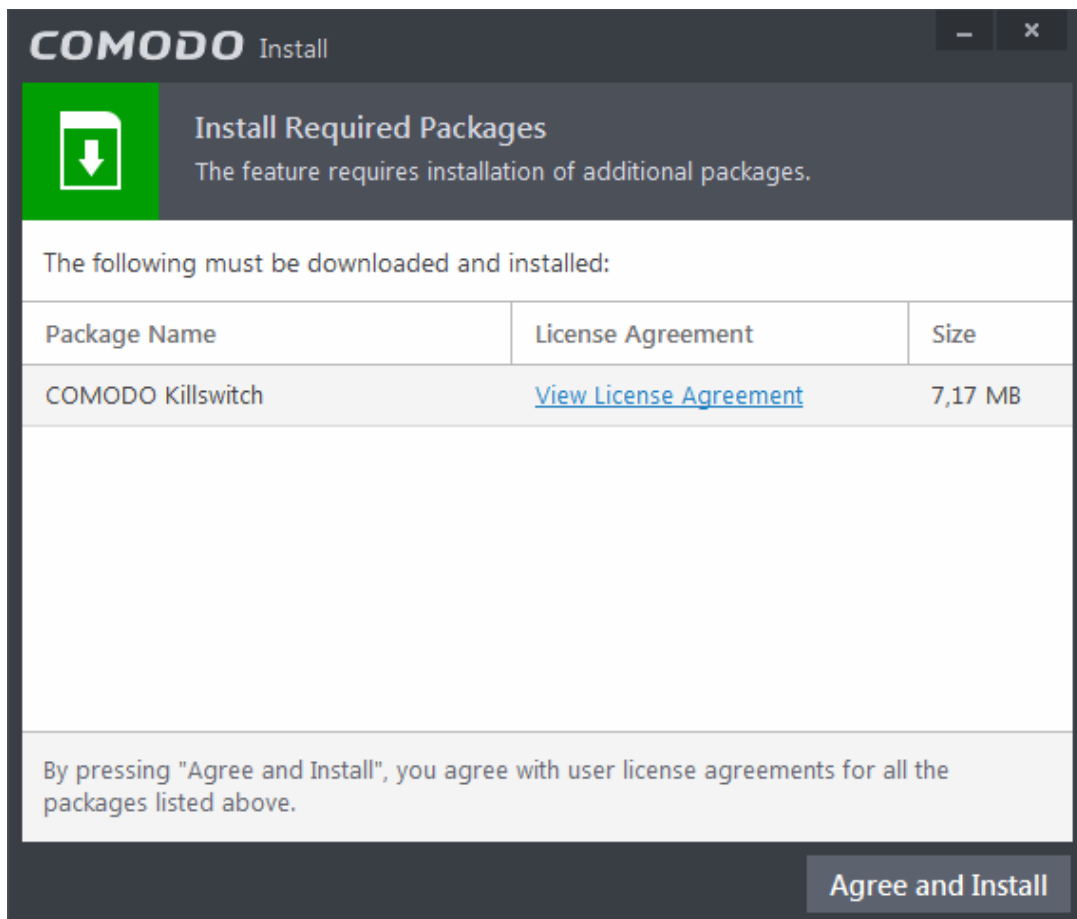 COMODO Install
Install Required Packages
The feature requires installation of additional packages.
The following must be downloaded and installed:
Package Name License Agreement Size
COMODO Killswitch View License Agreement 7,17 MB
By pressing "Agree and Install", you agree with user license agreements for all the
packages listed above.
Agree and Install